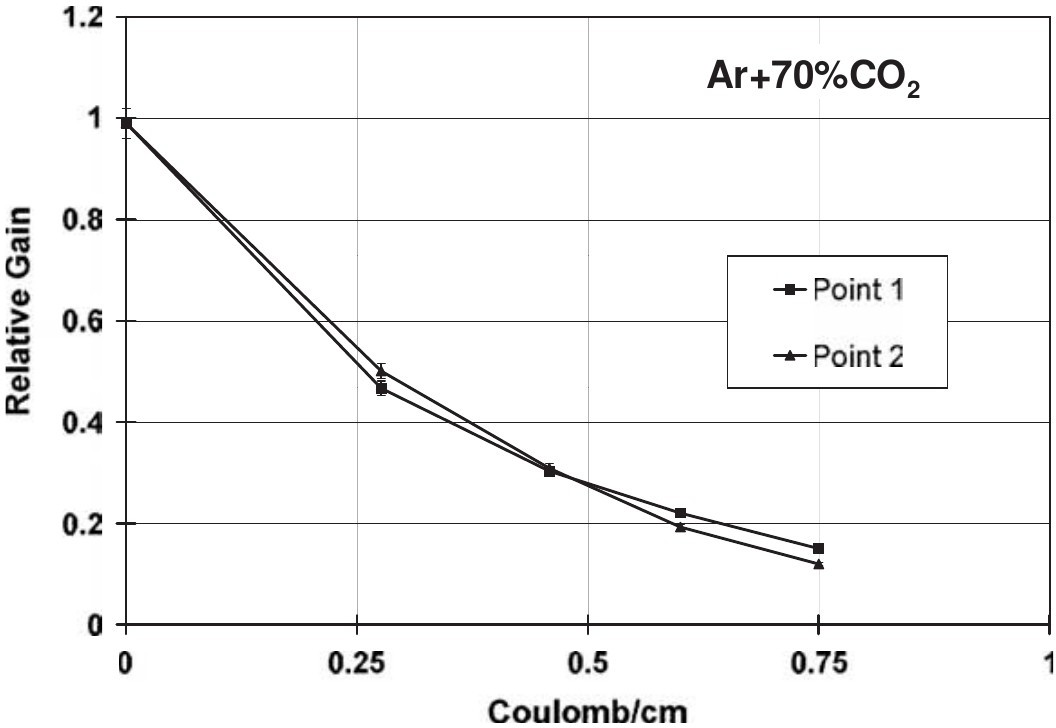 1.2
Ar+70%CO₂
1
0.8
Relative Gain
Point 1
0.6
Point 2
0.4
0.2
0
0 0.25 0.5 0.75 1
Coulomb/cm